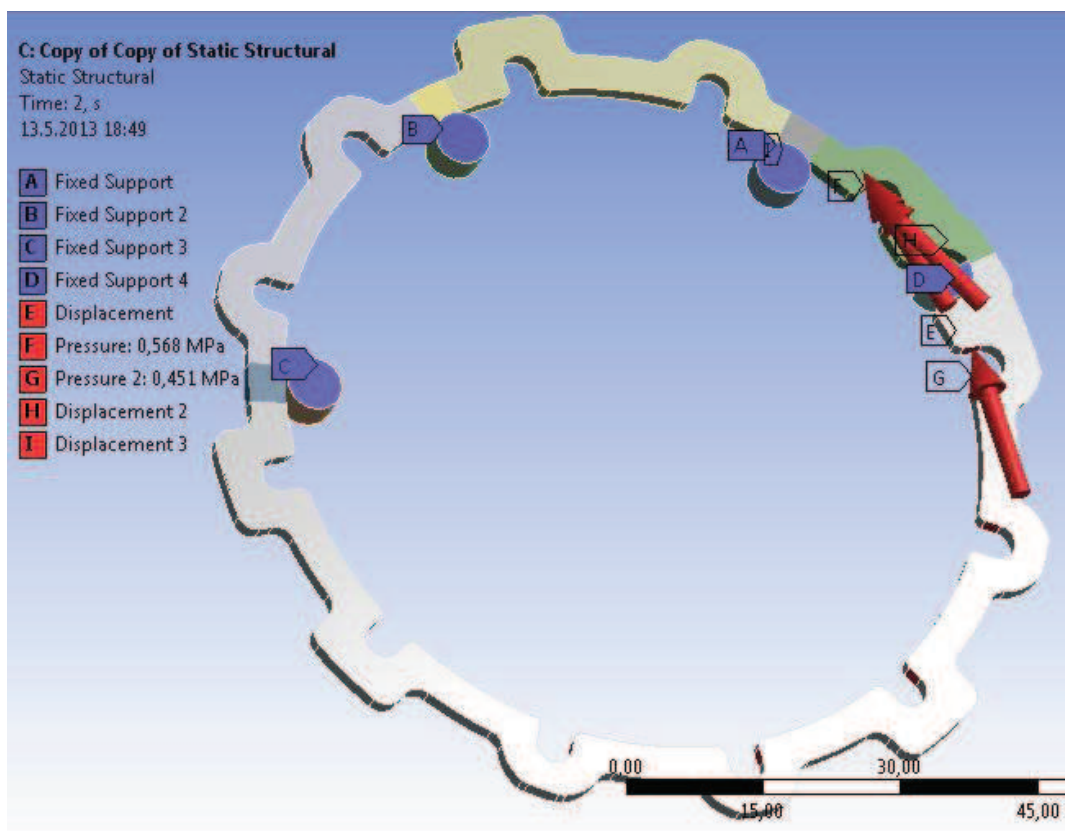 C: Copy of Copy of Static Structural
Static Structural
Time: 2, s
13.5.2013 18:49
A Fixed Support
B Fixed Support 2
C Fixed Support 3
D Fixed Support 4
E Displacement
F Pressure: 0,568 MPa
G Pressure 2: 0,451 MPa
H Displacement 2
I Displacement 3
B
A
I
F
H
D
C
E
G
0,00 30,00
15,00 45,00